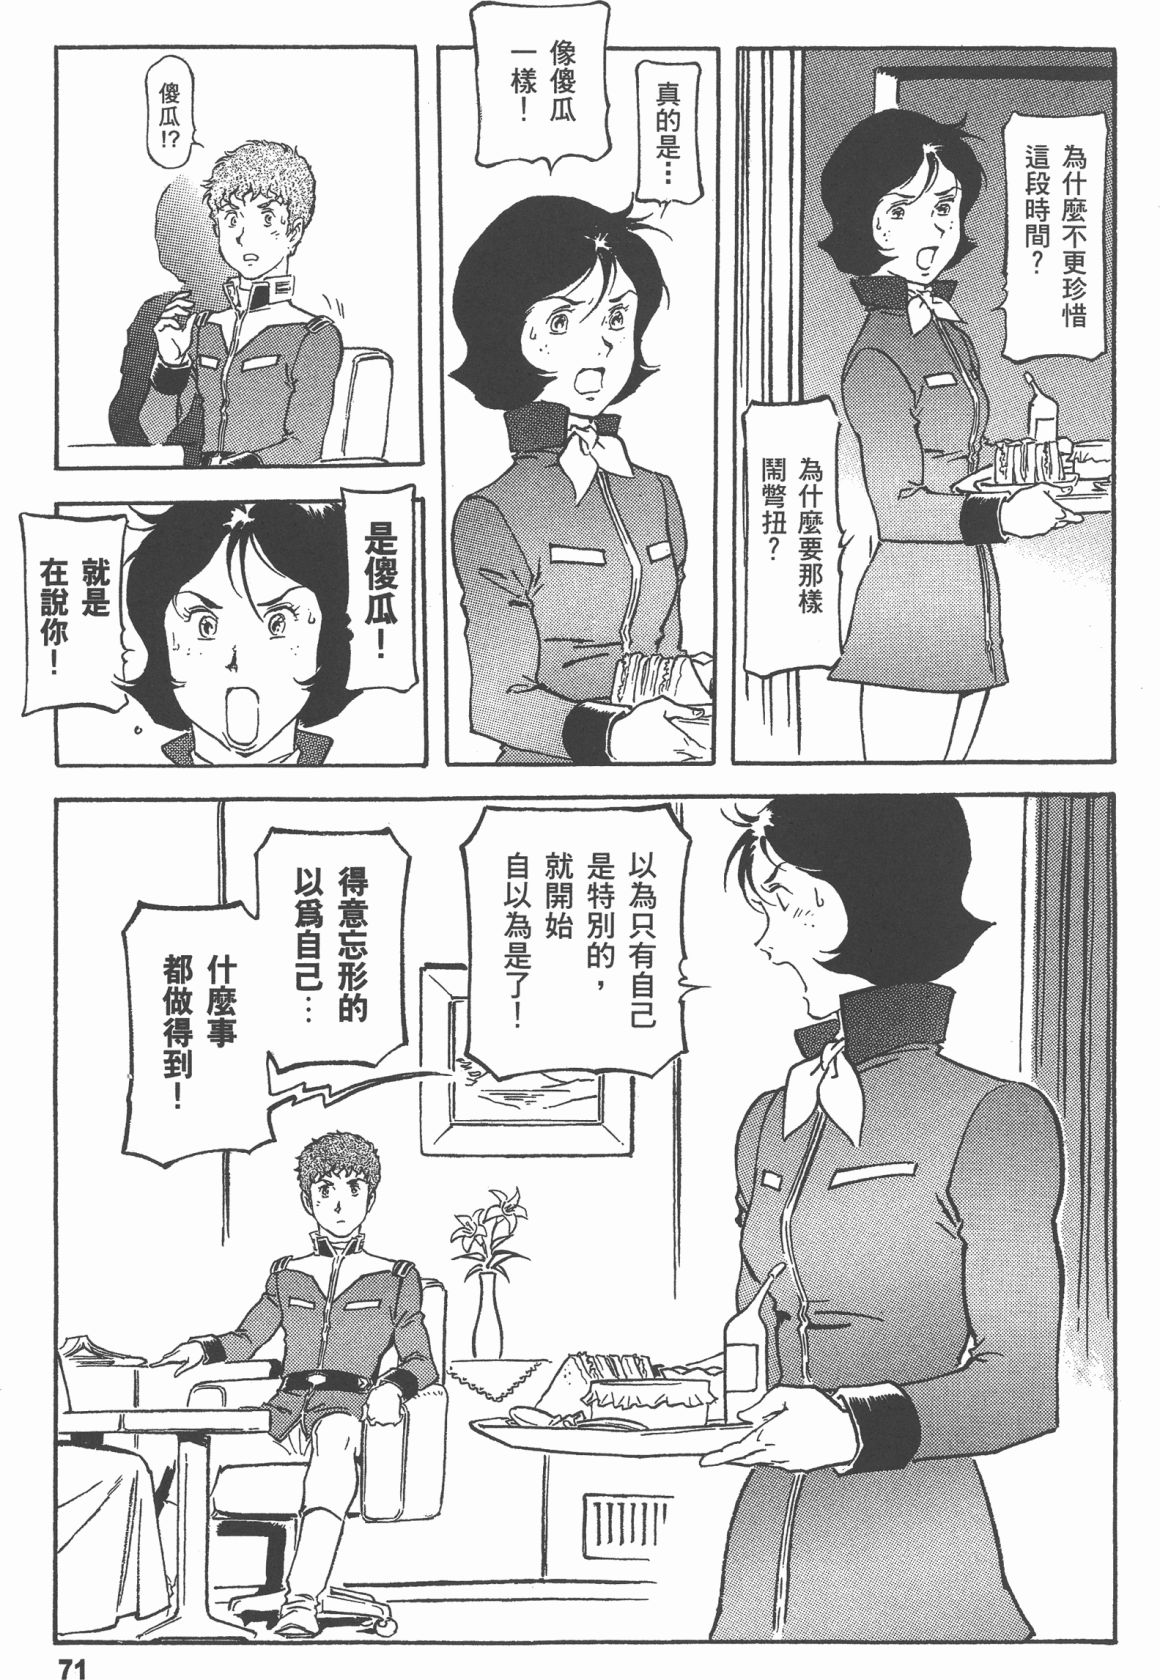 為什麼不更珍惜
這段時間？
為什麼要那樣
鬧彆扭？
真的是…
像傻瓜
一樣！
傻瓜!?
是傻瓜！
就是
在說你！
以為只有自己
是特別的，
就開始
自以為是了！
得意忘形的
以爲自己…
什麼事
都做得到！
71